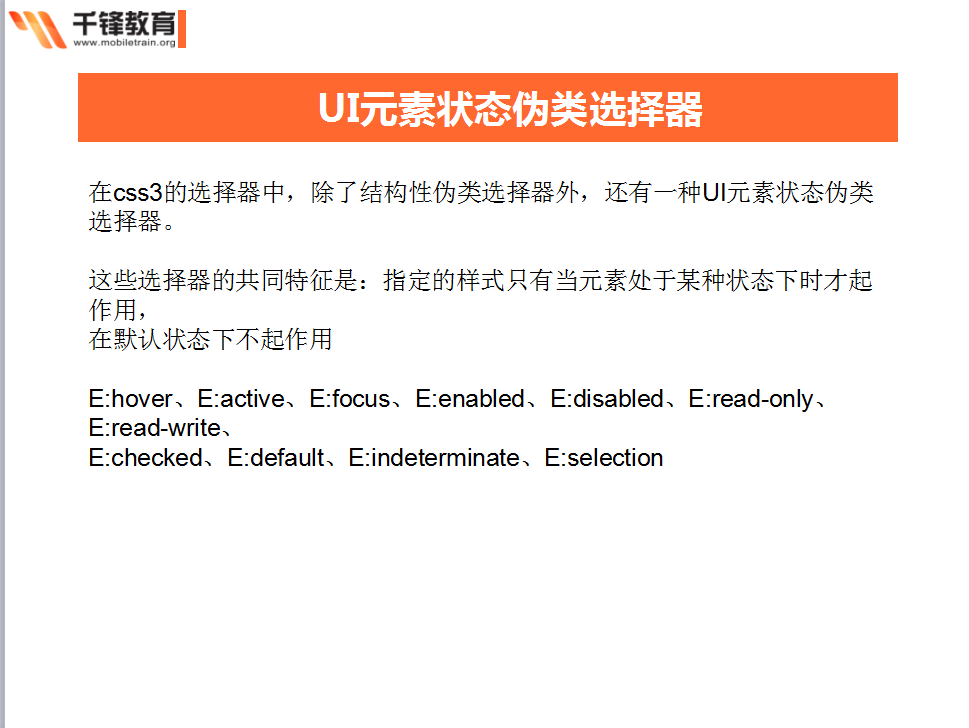 千锋教育
www.mobiletrain.org
UI元素状态伪类选择器
在css3的选择器中，除了结构性伪类选择器外，还有一种UI元素状态伪类
选择器。
这些选择器的共同特征是：指定的样式只有当元素处于某种状态下时才起
作用，
在默认状态下不起作用
E:hover、E:active、E:focus、E:enabled、E:disabled、E:read-only、
E:read-write、
E:checked、E:default、E:indeterminate、E:selection